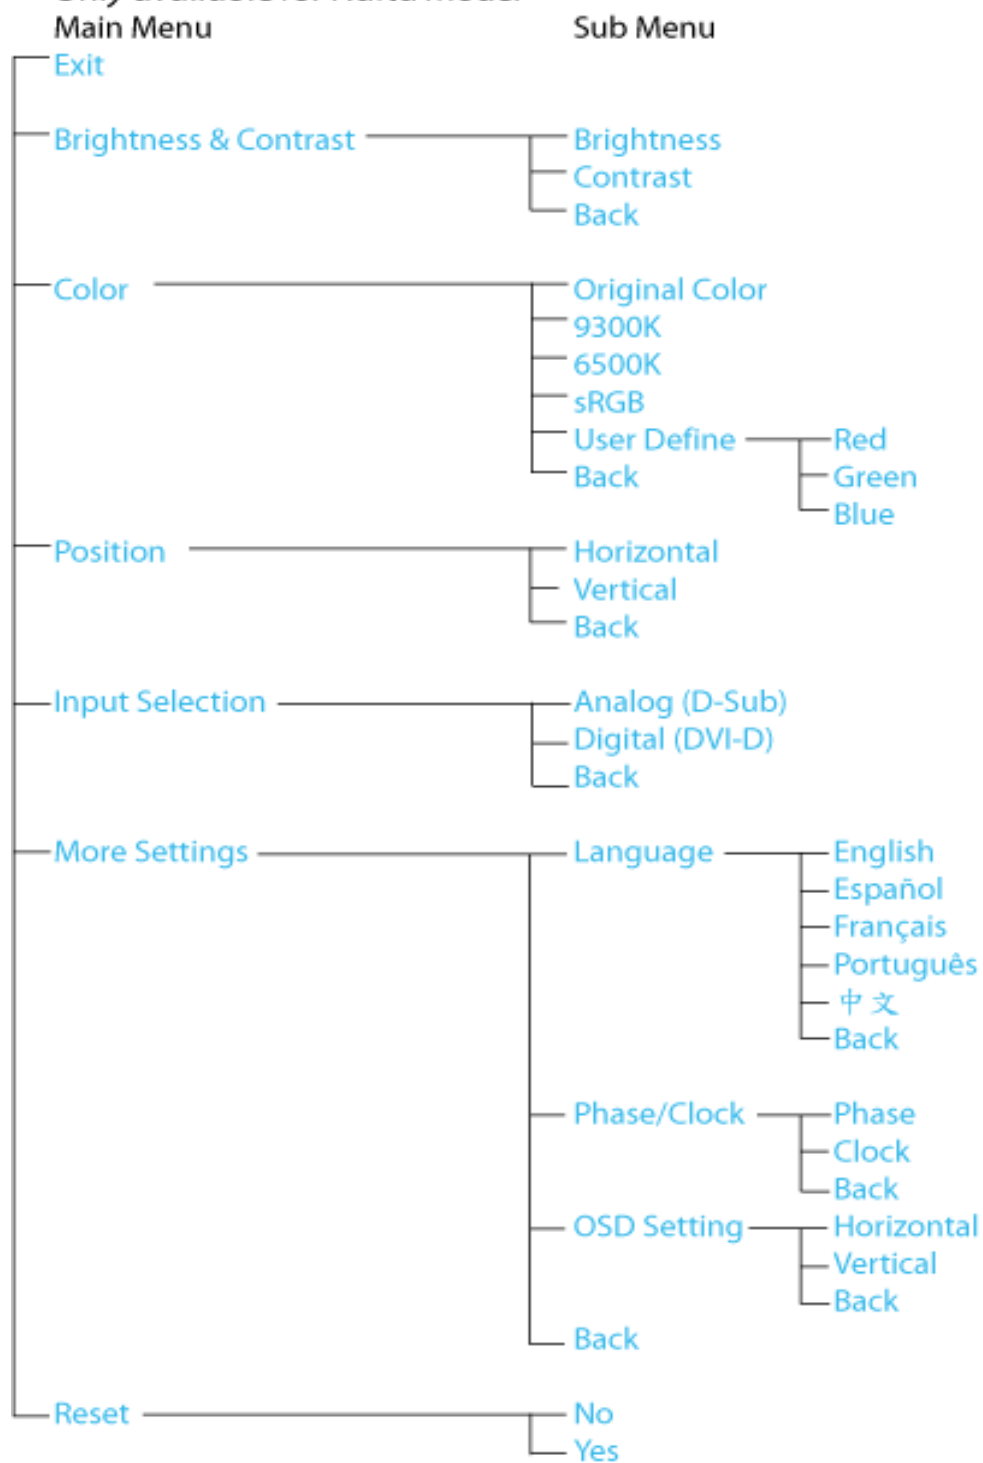 Only available for
Main Menu Sub Menu
Exit
Brightness & Contrast Brightness
Contrast
Back
Color Original Color
9300K
6500K
sRGB
User Define Red
Back Green
Blue
Position Horizontal
Vertical
Back
Input Selection Analog (D-Sub)
Digital (DVI-D)
Back
More Settings Language English
Español
Français
Português
中文
Back
Phase/Clock Phase
Clock
Back
OSD Setting Horizontal
Vertical
Back
Back
Reset No
Yes